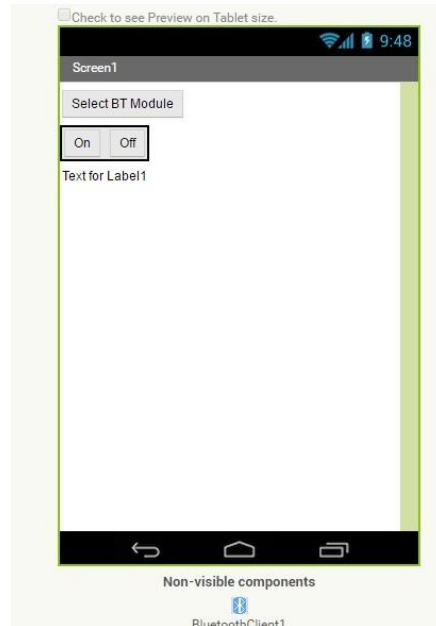 Check to see Preview on Tablet size.
9:48
Screen1
Select BT Module
On Off
Text for Label1
Non-visible components
BluetoothClient1